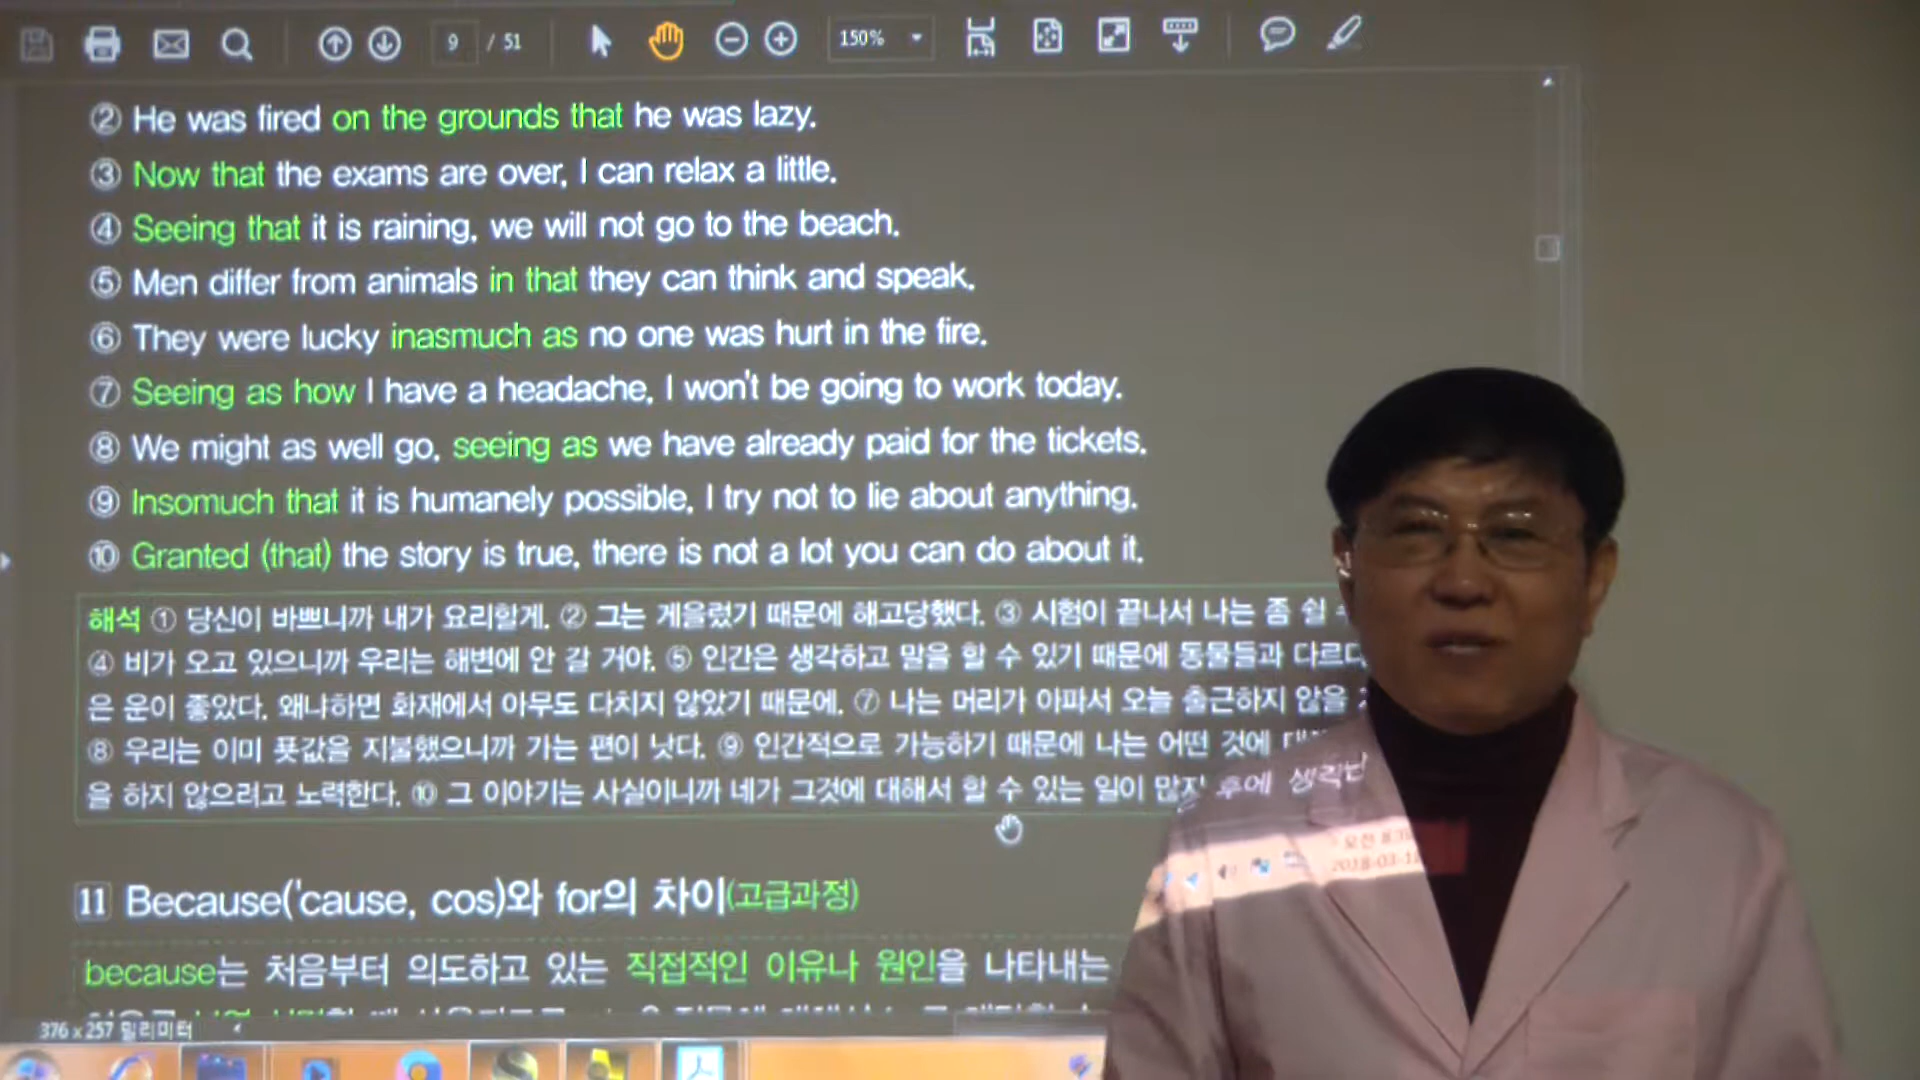 9 / 51
150%
② He was fired on the grounds that he was lazy.
③ Now that the exams are over, I can relax a little.
④ Seeing that it is raining, we will not go to the beach.
⑤ Men differ from animals in that they can think and speak.
⑥ They were lucky inasmuch as no one was hurt in the fire.
⑦ Seeing as how I have a headache, I won't be going to work today.
⑧ We might as well go, seeing as we have already paid for the tickets.
⑨ Insomuch that it is humanely possible, I try not to lie about anything.
⑩ Granted (that) the story is true, there is not a lot you can do about it.
해석 ① 당신이 바쁘니까 내가 요리할게. ② 그는 게을렀기 때문에 해고당했다. ③ 시험이 끝나서 나는 좀 쉴
④ 비가 오고 있으니까 우리는 해변에 안 갈 거야. ⑤ 인간은 생각하고 말을 할 수 있기 때문에 동물들과 다르다
은 운이 좋았다. 왜냐하면 화재에서 아무도 다치지 않았기 때문에. ⑦ 나는 머리가 아파서 오늘 출근하지 않을
⑧ 우리는 이미 푯값을 지불했으니까 가는 편이 낫다. ⑨ 인간적으로 가능하기 때문에 나는 어떤 것에
을 하지 않으려고 노력한다. ⑩ 그 이야기는 사실이니까 네가 그것에 대해서 할 수 있는 일이 많지 후에
11 Because('cause, cos)와 for의 차이(고급과정)
because는 처음부터 의도하고 있는 직접적인 이유나 원인을 나타내는
376 x 257 밀리미터
오전